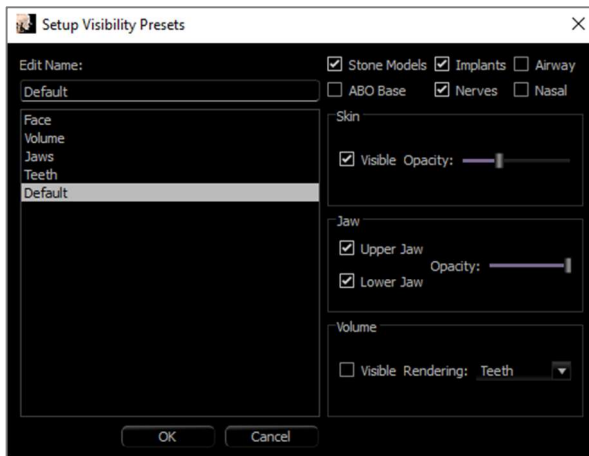 Setup Visibility Presets
Edit Name:
Default
Face
Volume
Jaws
Teeth
Default
OK Cancel
Stone Models Implants Airway
ABO Base Nerves Nasal
Skin
Visible Opacity:
Jaw
Upper Jaw
Opacity:
Lower Jaw
Volume
Visible Rendering: Teeth